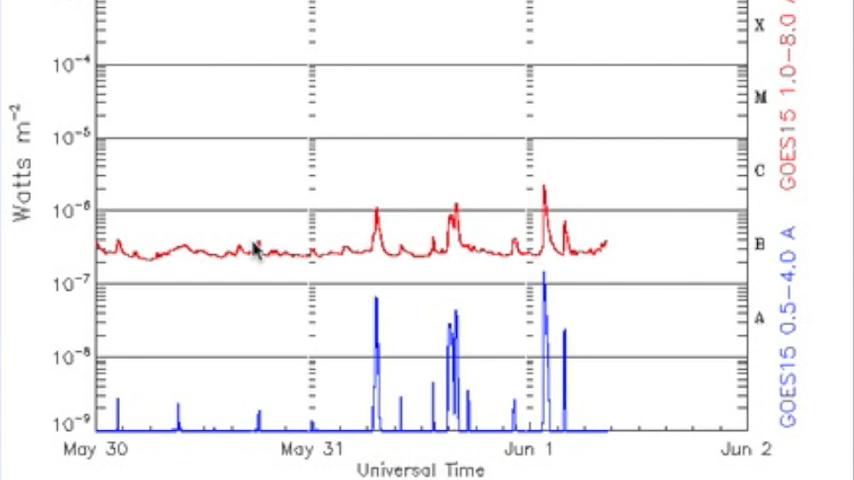 X
10⁻⁴
M
10⁻⁵
C
10⁻⁶
B
10⁻⁷
A
10⁻⁸
10⁻⁹
Watts m⁻²
May 30 May 31 Jun 1 Jun 2
Universal Time
GOES15 1.0−8.0 A
GOES15 0.5−4.0 A